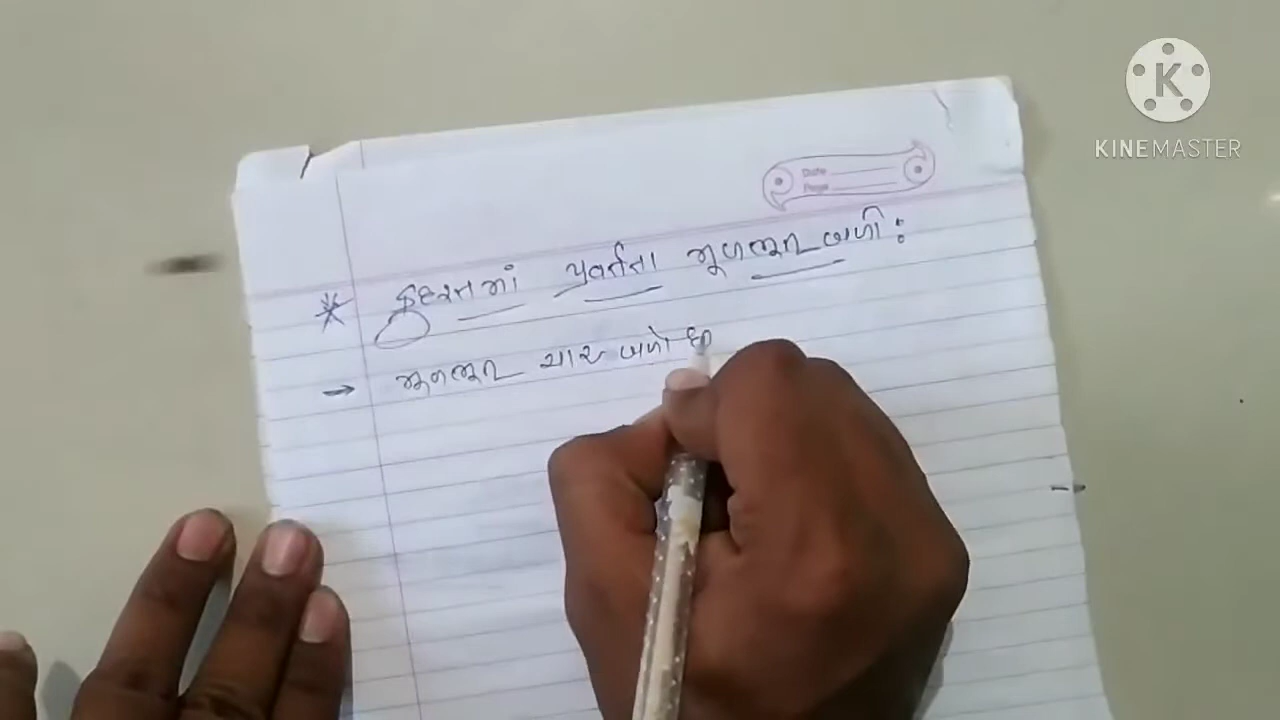 KINEMASTER
Date
Page
* કુદરતમાં પ્રવર્તતા મૂળભૂત બળો :
→ મૂળભૂત ચાર બળો છ